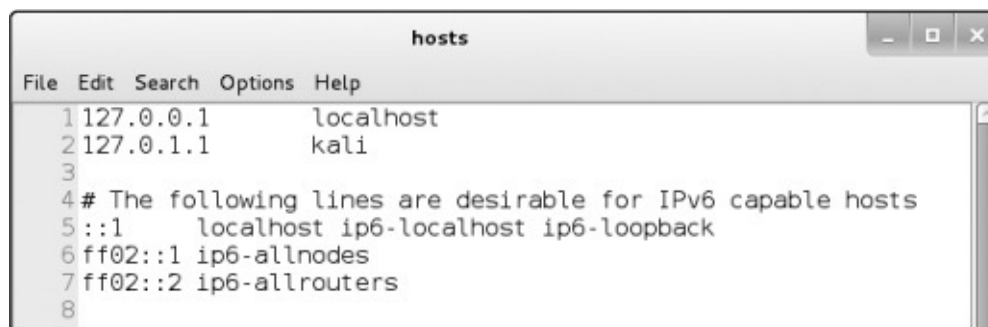 hosts
File Edit Search Options Help
1 127.0.0.1 localhost
2 127.0.1.1 kali
3
4 # The following lines are desirable for IPv6 capable hosts
5 ::1 localhost ip6-localhost ip6-loopback
6 ff02::1 ip6-allnodes
7 ff02::2 ip6-allrouters
8